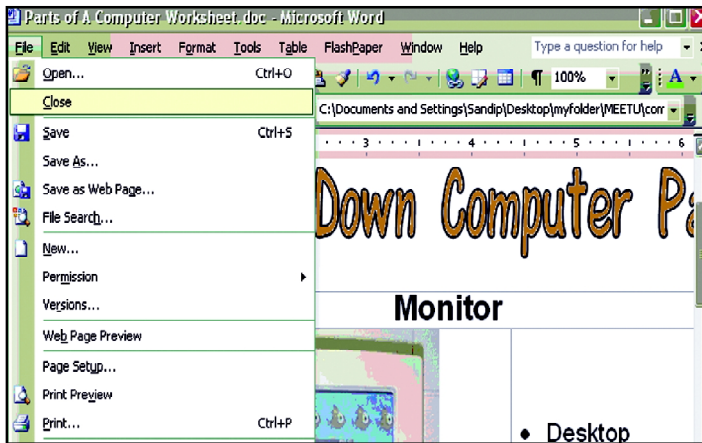 Parts of A Computer Worksheet.doc - Microsoft Word
File Edit View Insert Format Tools Table FlashPaper Window Help Type a question for help
Open... Ctrl+O
100%
Close
C:\Documents and Settings\Sandip\Desktop\myfolder\MEETU\com
Save Ctrl+S
3 4 5 6
Save As...
Save as Web Page...
File Search...
Down Computer Pa
New...
Permission
Versions...
Monitor
Web Page Preview
Page Setup...
Print Preview
Print... Ctrl+P
• Desktop